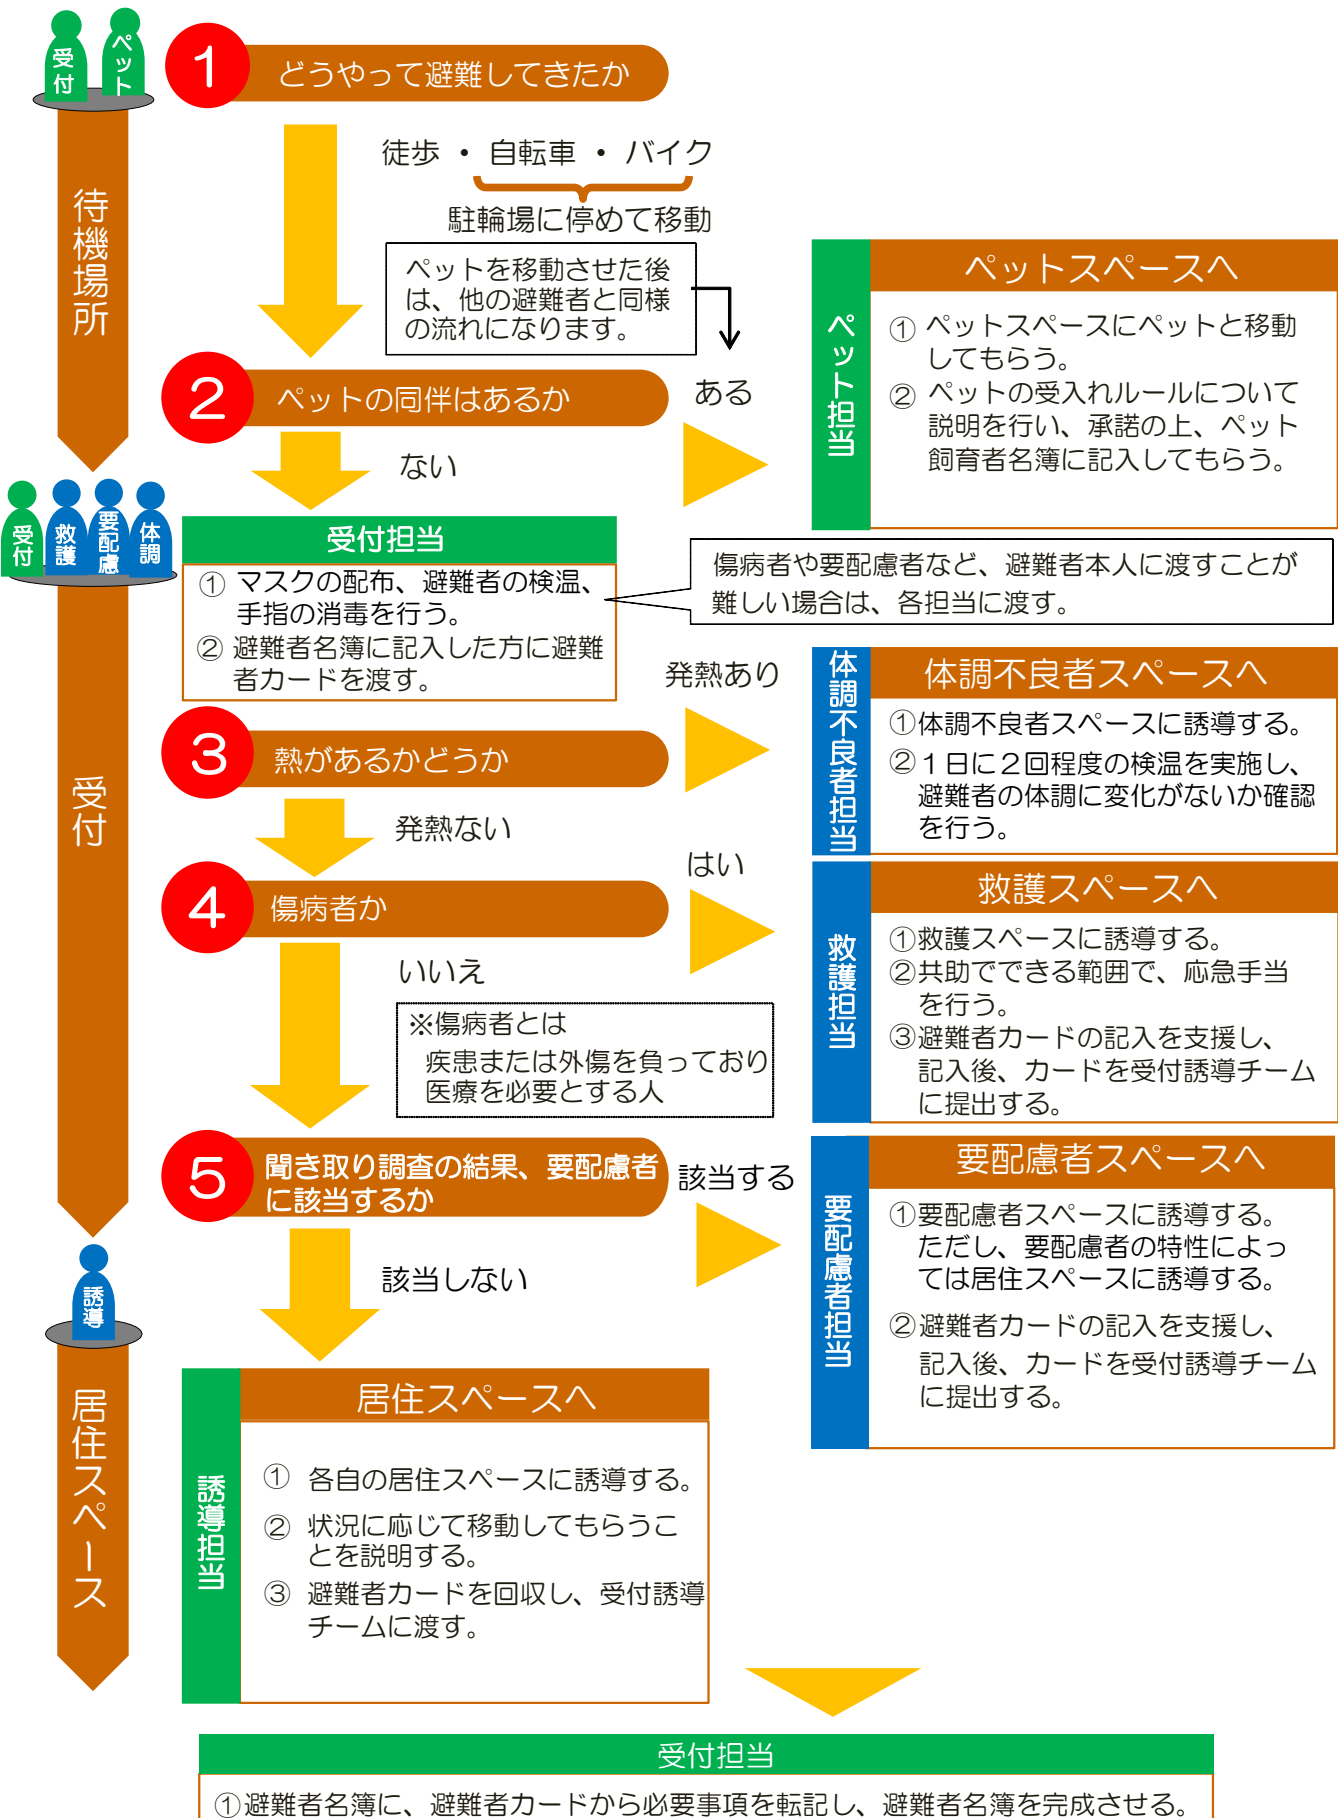 受付
ペット
1
どうやって避難してきたか
徒歩 ・ 自転車 ・ バイク
駐輪場に停めて移動
待機場所
ペットを移動させた後
は、他の避難者と同様
の流れになります。
2
ペットの同伴はあるか
ある
ない
ペット担当
ペットスペースへ
① ペットスペースにペットと移動
してもらう。
② ペットの受入れルールについて
説明を行い、承諾の上、ペット
飼育者名簿に記入してもらう。
受付
救護
要配慮
体調
受付担当
① マスクの配布、避難者の検温、
手指の消毒を行う。
② 避難者名簿に記入した方に避難
者カードを渡す。
傷病者や要配慮者など、避難者本人に渡すことが
難しい場合は、各担当に渡す。
受付
3
熱があるかどうか
発熱あり
発熱ない
体調不良者担当
体調不良者スペースへ
①体調不良者スペースに誘導する。
②１日に２回程度の検温を実施し、
避難者の体調に変化がないか確認
を行う。
4
傷病者か
はい
いいえ
※傷病者とは
疾患または外傷を負っており
医療を必要とする人
救護担当
救護スペースへ
①救護スペースに誘導する。
②共助でできる範囲で、応急手当
を行う。
③避難者カードの記入を支援し、
記入後、カードを受付誘導チーム
に提出する。
5
聞き取り調査の結果、要配慮者
に該当するか
該当する
該当しない
要配慮者担当
要配慮者スペースへ
①要配慮者スペースに誘導する。
ただし、要配慮者の特性によっ
ては居住スペースに誘導する。
②避難者カードの記入を支援し、
記入後、カードを受付誘導チーム
に提出する。
誘導
居住スペース
誘導担当
居住スペースへ
① 各自の居住スペースに誘導する。
② 状況に応じて移動してもらうこ
とを説明する。
③ 避難者カードを回収し、受付誘導
チームに渡す。
受付担当
①避難者名簿に、避難者カードから必要事項を転記し、避難者名簿を完成させる。